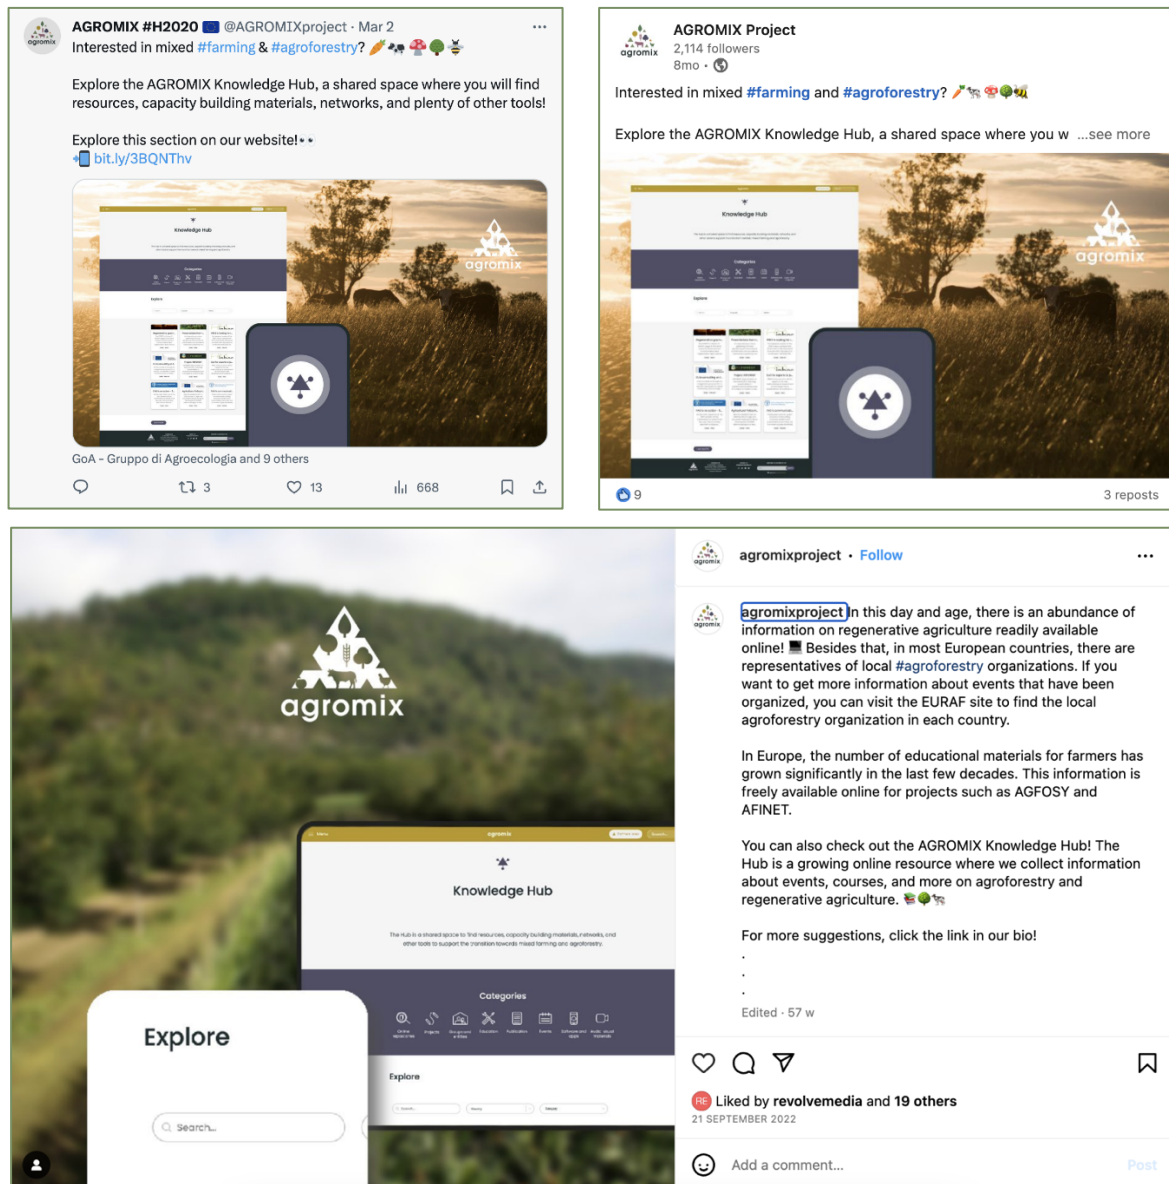 AGROMIX #H2020 🇪🇺 @AGROMIXproject · Mar 2
Interested in mixed #farming & #agroforestry? 🥕🐄🍄🌳🐝
Explore the AGROMIX Knowledge Hub, a shared space where you will find
resources, capacity building materials, networks, and plenty of other tools!
Explore this section on our website!👀
📲 bit.ly/3BQNThv
Knowledge Hub
Categories
Explore
agromix
GoA - Gruppo di Agroecologia and 9 others
3
13
668
agromix
AGROMIX Project
2,114 followers
8mo ·
Interested in mixed #farming and #agroforestry? 🥕🐄🍄🌳🐝
Explore the AGROMIX Knowledge Hub, a shared space where you w ...see more
Knowledge Hub
Categories
Explore
agromix
9
3 reposts
agromix
agromix
Knowledge Hub
The Hub is a shared space to find resources, capacity building materials, networks, and
other tools to support the transition towards mixed farming and agroforestry.
Categories
Explore
Explore
Search...
agromixproject • Follow
agromixproject In this day and age, there is an abundance of
information on regenerative agriculture readily available
online! 💻 Besides that, in most European countries, there are
representatives of local #agroforestry organizations. If you
want to get more information about events that have been
organized, you can visit the EURAF site to find the local
agroforestry organization in each country.
In Europe, the number of educational materials for farmers has
grown significantly in the last few decades. This information is
freely available online for projects such as AGFOSY and
AFINET.
You can also check out the AGROMIX Knowledge Hub! The
Hub is a growing online resource where we collect information
about events, courses, and more on agroforestry and
regenerative agriculture. 📚🌳🐄
For more suggestions, click the link in our bio!
.
.
.
Edited · 57 w
RE Liked by revolvemedia and 19 others
21 SEPTEMBER 2022
Add a comment...
Post